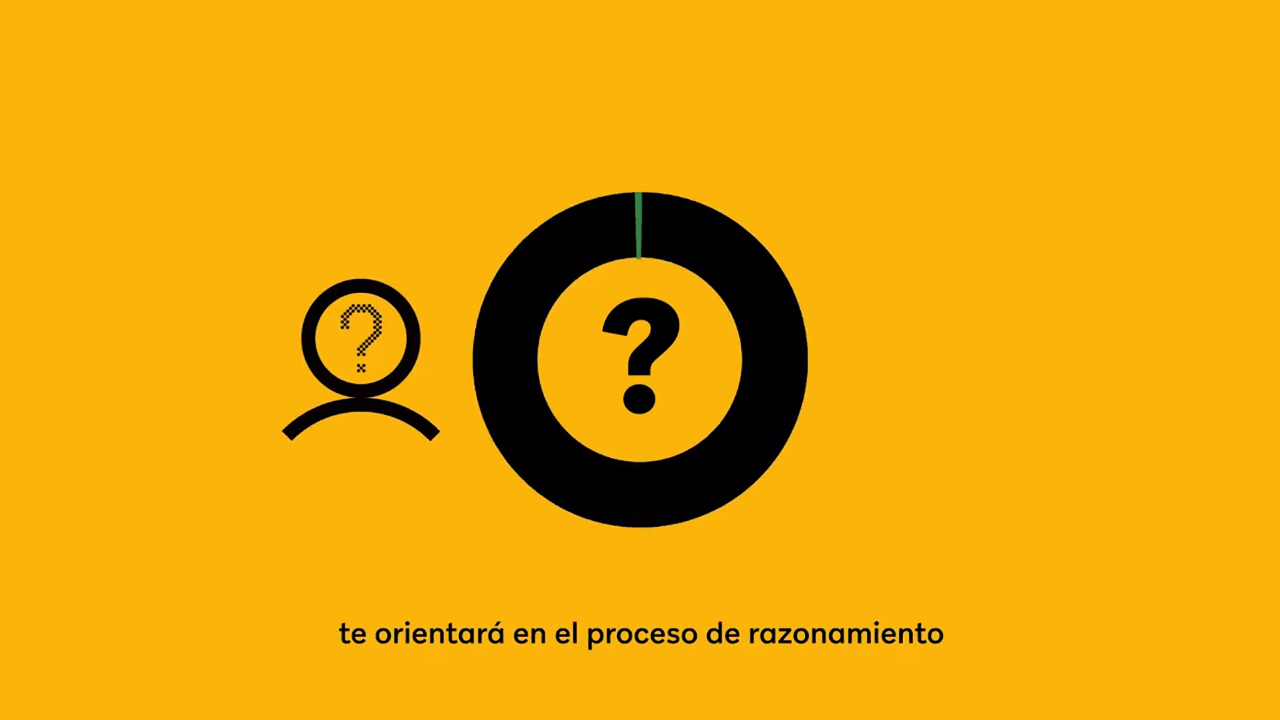 ?
?
te orientará en el proceso de razonamiento